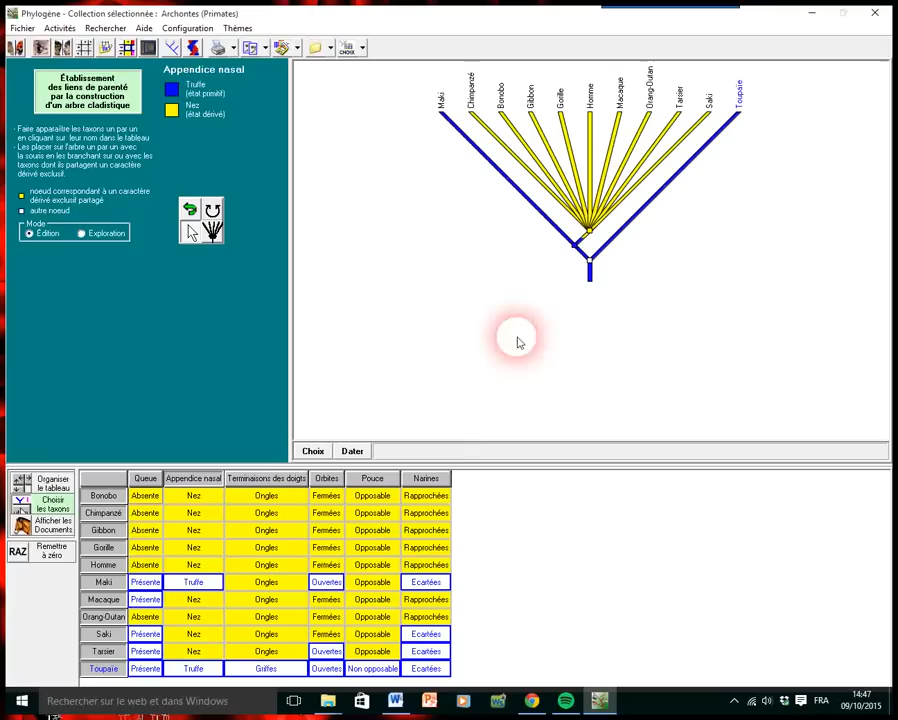 Phylogène - Collection sélectionnée : Archontes (Primates)
Fichier Activités Rechercher Aide Configuration Thèmes
CHOIX
Établissement
des liens de parenté
par la construction
d'un arbre cladistique
Appendice nasal
Truffe
(état primitif)
Nez
(état dérivé)
- Faire apparaître les taxons un par un
en cliquant sur leur nom dans le tableau
- Les placer sur l'arbre un par un avec
la souris en les branchant sur ou avec les
taxons dont ils partagent un caractère
dérivé exclusif.
noeud correspondant à un caractère
dérivé exclusif partagé
autre noeud
Mode
Édition Exploration
Maki Chimpanzé Bonobo Gibbon Gorille Homme Macaque Orang-Outan Tarsier Saki Toupaïe
Choix Dater
Organiser
le tableau
Choisir
les taxons
Afficher les
Documents
RAZ Remettre
à zéro
Queue Appendice nasal Terminaisons des doigts Orbites Pouce Narines
Bonobo Absente Nez Ongles Fermées Opposable Rapprochées
Chimpanzé Absente Nez Ongles Fermées Opposable Rapprochées
Gibbon Absente Nez Ongles Fermées Opposable Rapprochées
Gorille Absente Nez Ongles Fermées Opposable Rapprochées
Homme Absente Nez Ongles Fermées Opposable Rapprochées
Maki Présente Truffe Ongles Ouvertes Opposable Ecartées
Macaque Présente Nez Ongles Fermées Opposable Rapprochées
Orang-Outan Absente Nez Ongles Fermées Opposable Rapprochées
Saki Présente Nez Ongles Fermées Opposable Ecartées
Tarsier Présente Nez Ongles Ouvertes Opposable Ecartées
Toupaïe Présente Truffe Griffes Ouvertes Non opposable Ecartées
Rechercher sur le web et dans Windows
FRA
14:47
09/10/2015